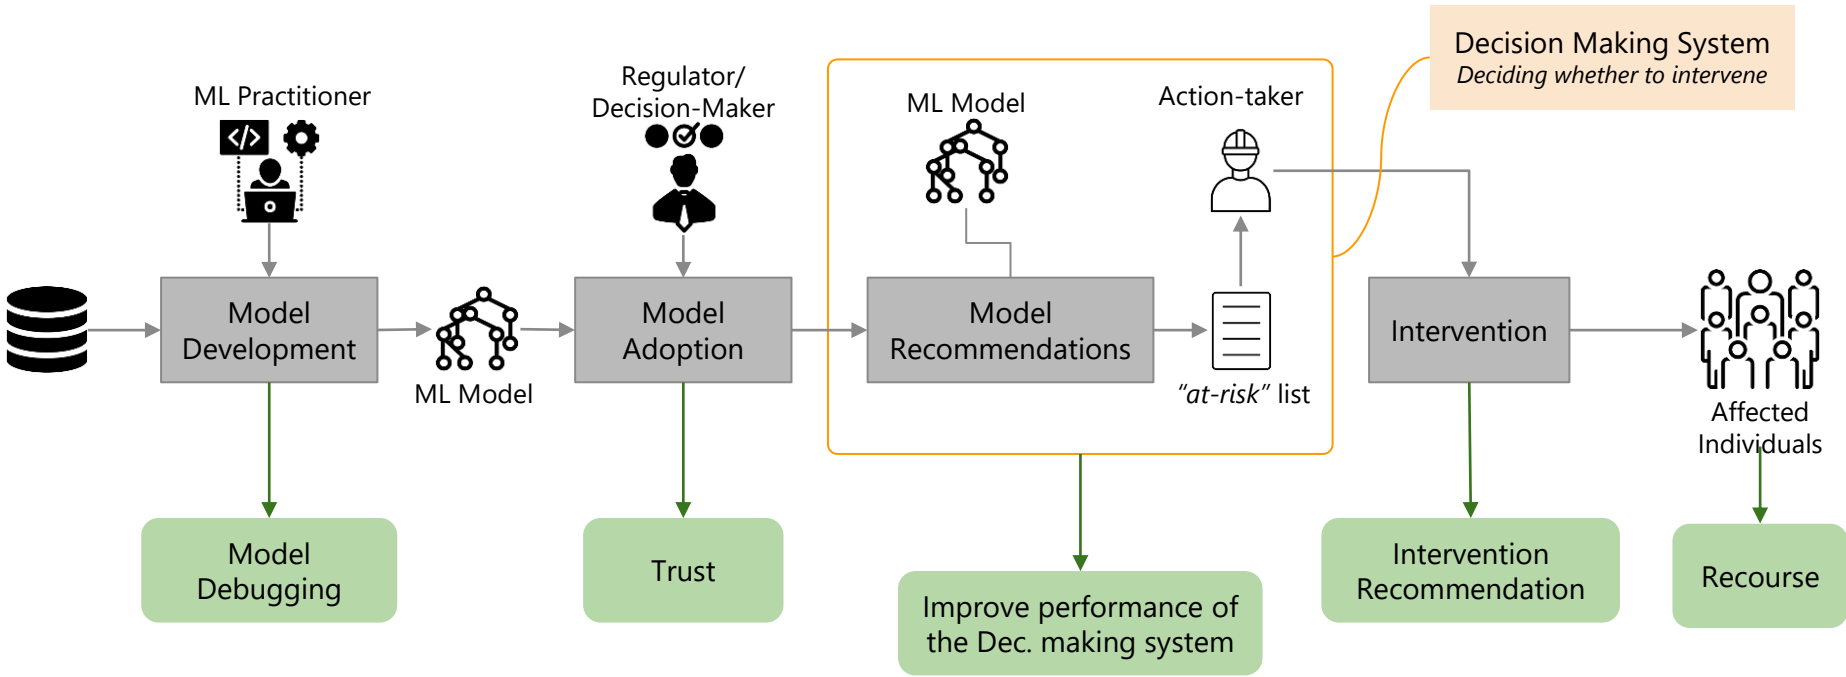 Decision Making System
Deciding whether to intervene
ML Practitioner
</>
Regulator/
Decision-Maker
ML Model
Action-taker
Model
Development
ML Model
Model
Adoption
Model
Recommendations
"at-risk" list
Intervention
Affected
Individuals
Model
Debugging
Trust
Improve performance of
the Dec. making system
Intervention
Recommendation
Recourse